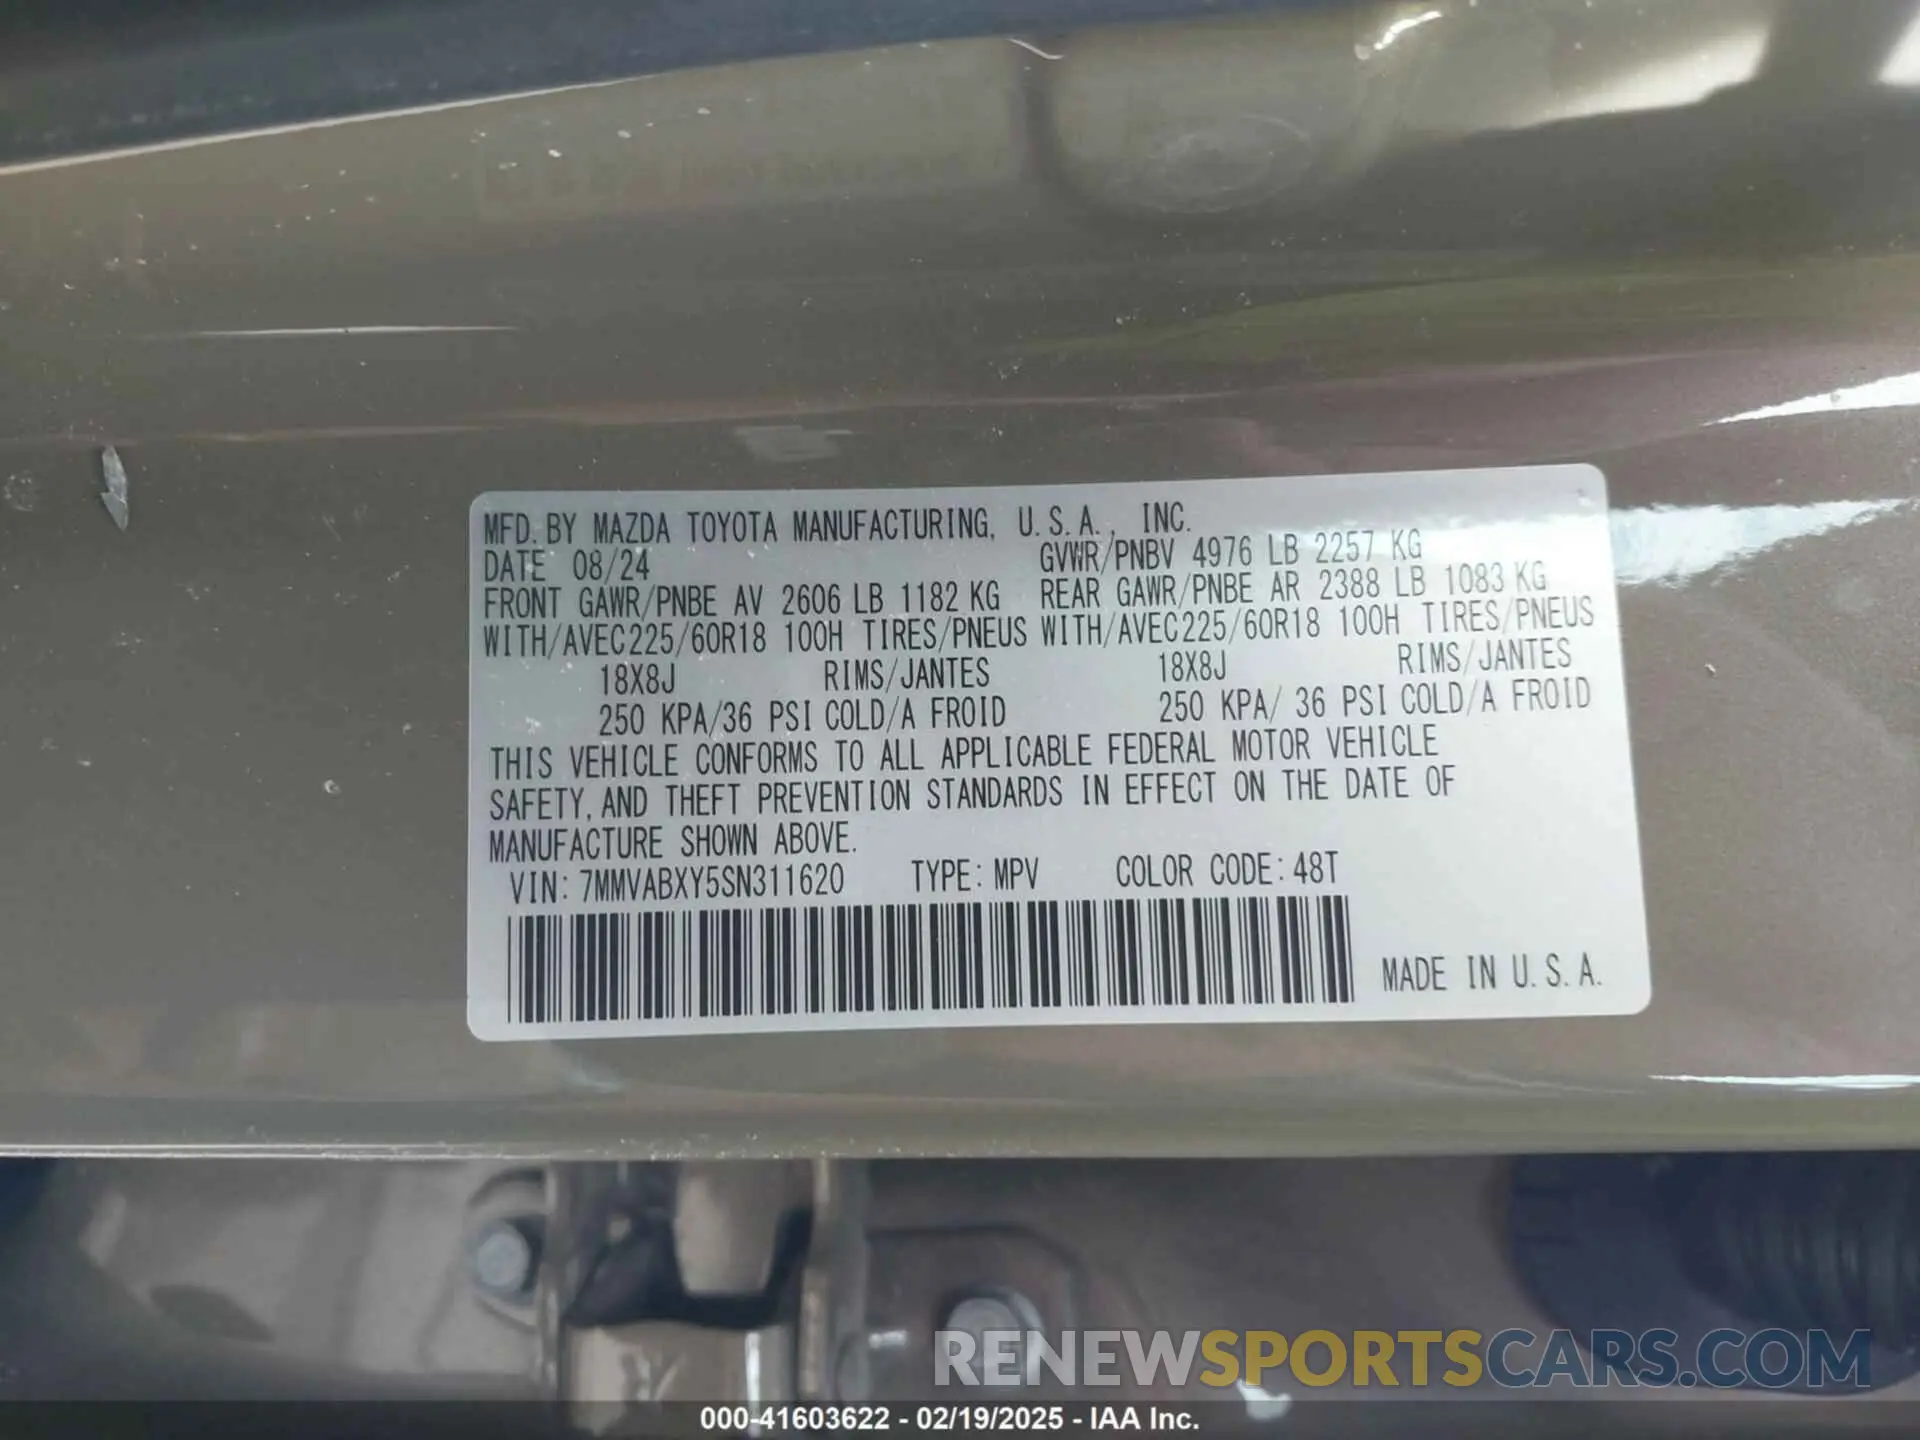 MFD. BY MAZDA TOYOTA MANUFACTURING, U.S.A., INC.
DATE 08/24 GVWR/PNBV 4976 LB 2257 KG
FRONT GAWR/PNBE AV 2606 LB 1182 KG REAR GAWR/PNBE AR 2388 LB 1083 KG
WITH/AVEC225/60R18 100H TIRES/PNEUS WITH/AVEC225/60R18 100H TIRES/PNEUS
18X8J RIMS/JANTES 18X8J RIMS/JANTES
250 KPA/36 PSI COLD/A FROID 250 KPA/ 36 PSI COLD/A FROID
THIS VEHICLE CONFORMS TO ALL APPLICABLE FEDERAL MOTOR VEHICLE
SAFETY, AND THEFT PREVENTION STANDARDS IN EFFECT ON THE DATE OF
MANUFACTURE SHOWN ABOVE.
VIN: 7MMVABXY5SN311620 TYPE: MPV COLOR CODE: 48T
MADE IN U.S.A.
RENEWSPORTSCARS.COM
000-41603622 - 02/19/2025 - IAA Inc.